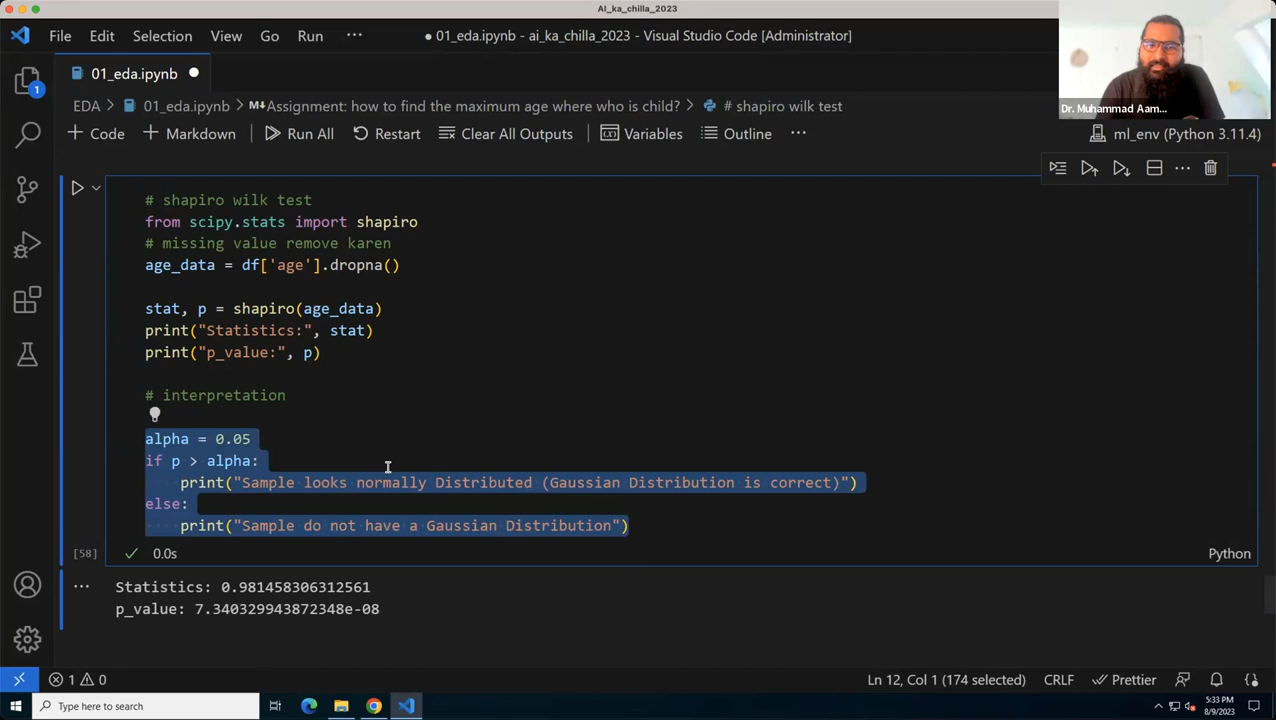 AI_ka_chilla_2023
File Edit Selection View Go Run ··· 01_eda.ipynb - ai_ka_chilla_2023 - Visual Studio Code [Administrator]
01_eda.ipynb
1
EDA > 01_eda.ipynb > M↓Assignment: how to find the maximum age where who is child? > # shapiro wilk test
Dr. Muhammad Aam...
+ Code + Markdown Run All Restart Clear All Outputs Variables Outline ··· ml_env (Python 3.11.4)
# shapiro wilk test
from scipy.stats import shapiro
# missing value remove karen
age_data = df['age'].dropna()
stat, p = shapiro(age_data)
print("Statistics:", stat)
print("p_value:", p)
# interpretation
alpha = 0.05
if p > alpha:
print("Sample looks normally Distributed (Gaussian Distribution is correct)")
else:
print("Sample do not have a Gaussian Distribution")
[58] 0.0s Python
··· Statistics: 0.981458306312561
p_value: 7.340329943872348e-08
1 0 Ln 12, Col 1 (174 selected) CRLF Prettier
Type here to search
5:33 PM
8/9/2023